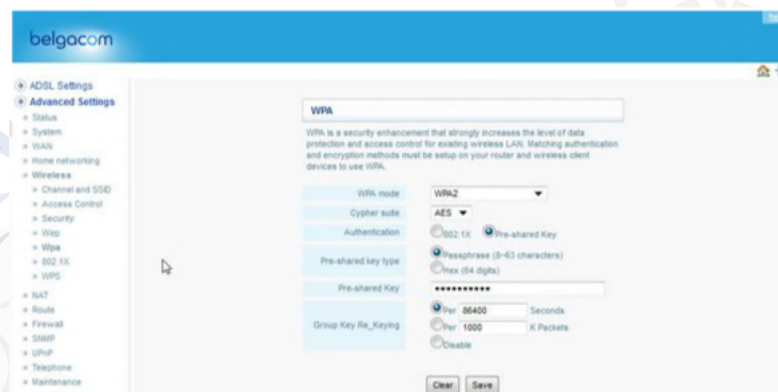 belgacom
ADSL Settings
Advanced Settings
» Status
» System
» WAN
» Home networking
» Wireless
» Channel and SSID
» Access Control
» Security
» Wep
» Wpa
» 802.1X
» WPS
» NAT
» Route
» Firewall
» SNMP
» UPnP
» Telephone
» Maintenance
WPA
WPA is a security enhancement that strongly increases the level of data
protection and access control for existing wireless LAN. Matching authentication
and encryption methods must be setup on your router and wireless client
devices to use WPA.
WPA mode WPA2
Cypher suite AES
Authentication 802.1X Pre-shared Key
Pre-shared key type Passphrase (8~63 characters)
Hex (64 digits)
Pre-shared Key ••••••••••
Group Key Re_Keying Per 86400 Seconds
Per 1000 K Packets
Disable
Clear Save